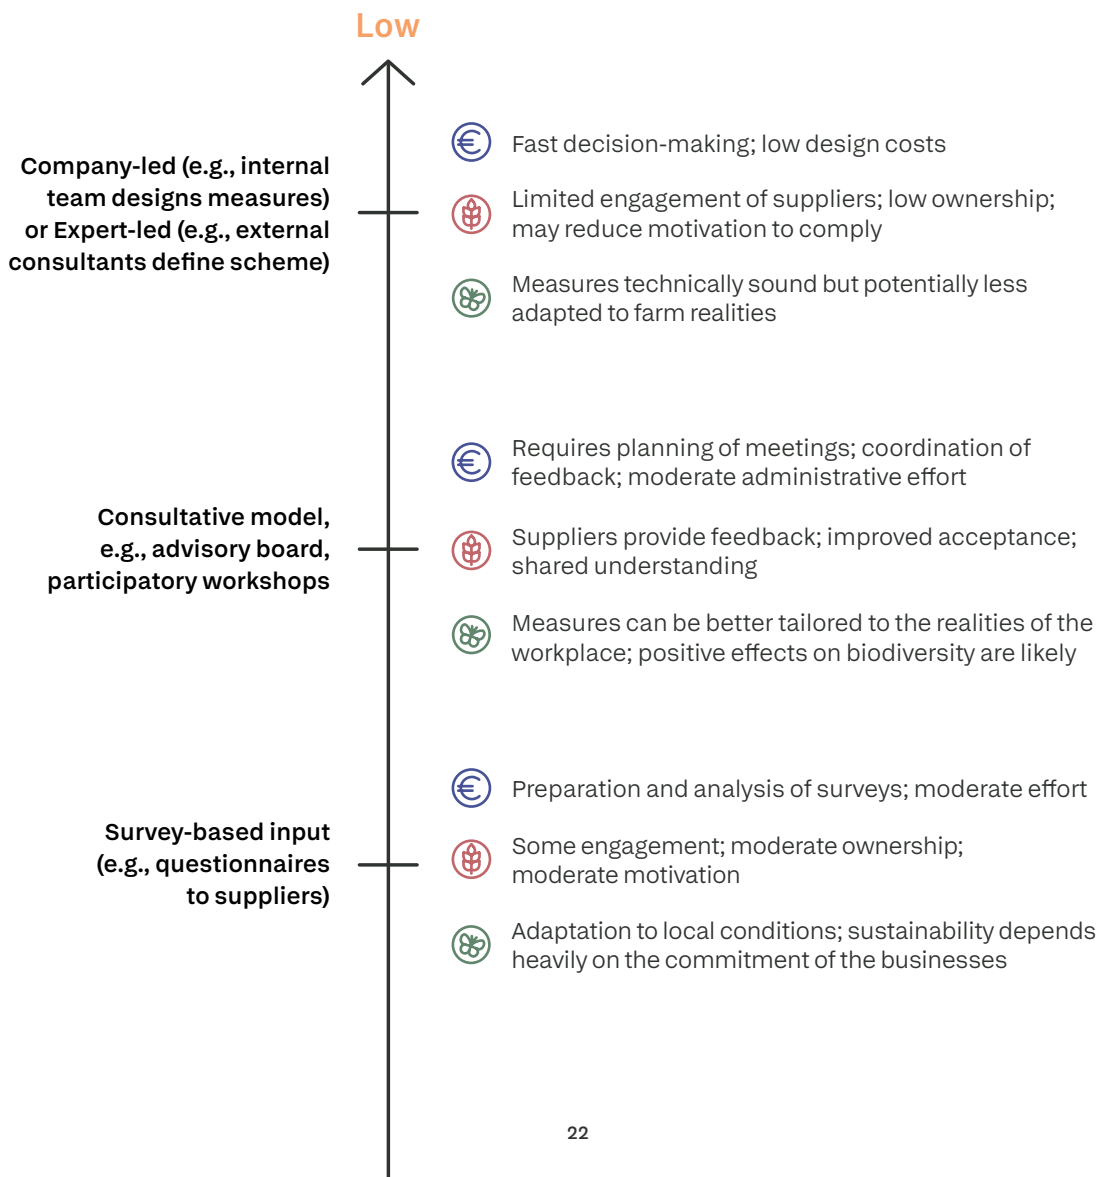 Low
Company-led (e.g., internal
team designs measures)
or Expert-led (e.g., external
consultants define scheme)
Fast decision-making; low design costs
Limited engagement of suppliers; low ownership;
may reduce motivation to comply
Measures technically sound but potentially less
adapted to farm realities
Consultative model,
e.g., advisory board,
participatory workshops
Requires planning of meetings; coordination of
feedback; moderate administrative effort
Suppliers provide feedback; improved acceptance;
shared understanding
Measures can be better tailored to the realities of the
workplace; positive effects on biodiversity are likely
Survey-based input
(e.g., questionnaires
to suppliers)
Preparation and analysis of surveys; moderate effort
Some engagement; moderate ownership;
moderate motivation
Adaptation to local conditions; sustainability depends
heavily on the commitment of the businesses
22